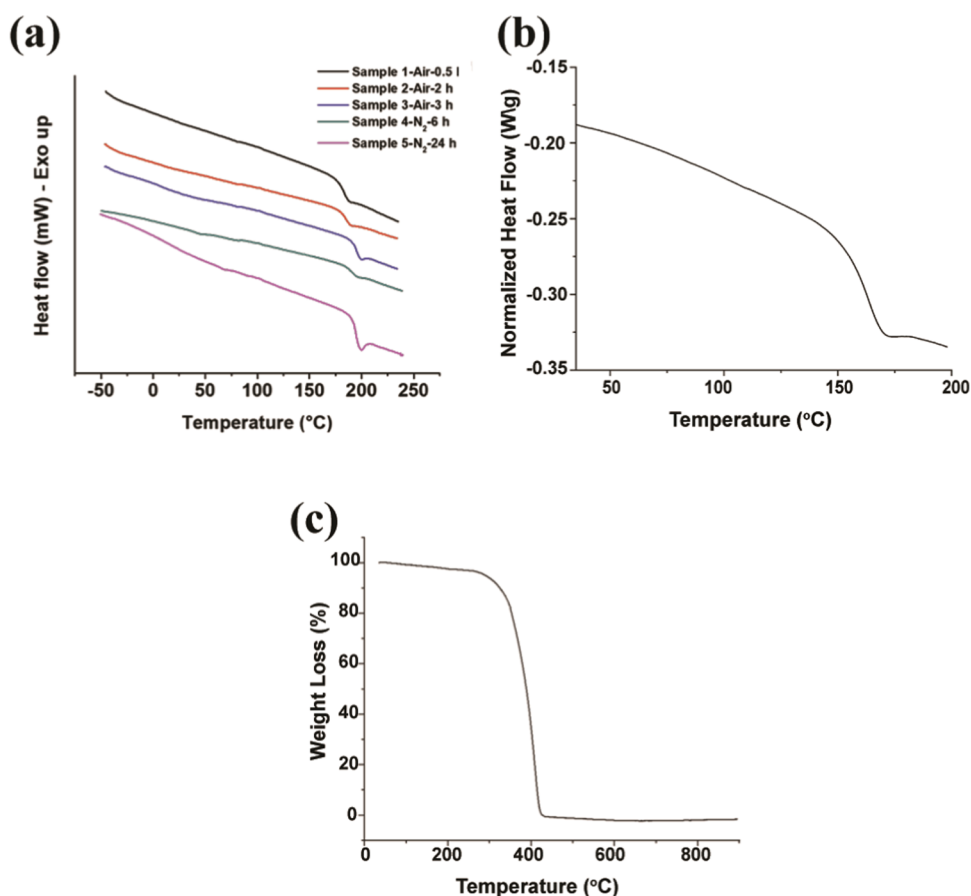 (a)
Sample 1-Air-0.5 l
Sample 2-Air-2 h
Sample 3-Air-3 h
Sample 4-N₂-6 h
Sample 5-N₂-24 h
Heat flow (mW) - Exo up
-50 0 50 100 150 200 250
Temperature (°C)
(b)
-0.15
-0.20
-0.25
-0.30
-0.35
Normalized Heat Flow (W\g)
50 100 150 200
Temperature (°C)
(c)
100
80
60
40
20
0
Weight Loss (%)
0 200 400 600 800
Temperature (°C)